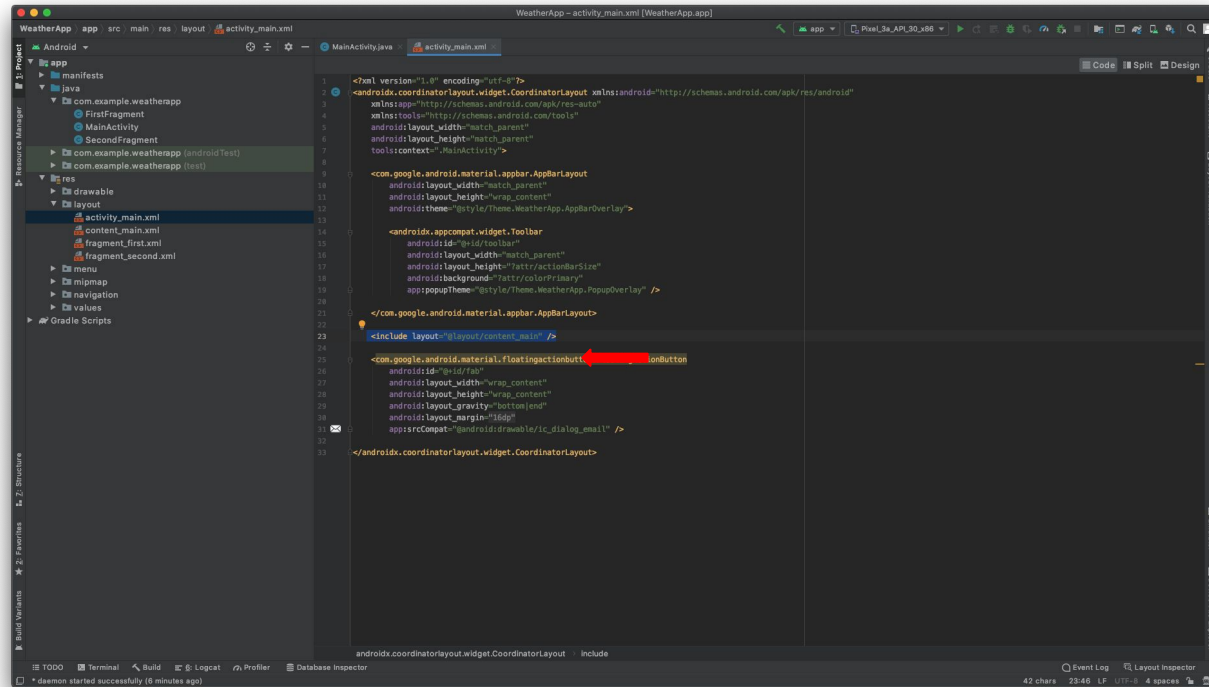 WeatherApp – activity_main.xml [WeatherApp.app]
WeatherApp app src main res layout activity_main.xml
app Pixel_3a_API_30_x86
Android MainActivity.java activity_main.xml
Code Split Design
1: Project
Resource Manager
Z: Structure
2: Favorites
Build Variants
app
manifests
java
com.example.weatherapp
FirstFragment
MainActivity
SecondFragment
com.example.weatherapp (androidTest)
com.example.weatherapp (test)
res
drawable
layout
activity_main.xml
content_main.xml
fragment_first.xml
fragment_second.xml
menu
mipmap
navigation
values
Gradle Scripts
1 <?xml version="1.0" encoding="utf-8"?>
2 <androidx.coordinatorlayout.widget.CoordinatorLayout xmlns:android="http://schemas.android.com/apk/res/android"
3 xmlns:app="http://schemas.android.com/apk/res-auto"
4 xmlns:tools="http://schemas.android.com/tools"
5 android:layout_width="match_parent"
6 android:layout_height="match_parent"
7 tools:context=".MainActivity">
8
9 <com.google.android.material.appbar.AppBarLayout
10 android:layout_width="match_parent"
11 android:layout_height="wrap_content"
12 android:theme="@style/Theme.WeatherApp.AppBarOverlay">
13
14 <androidx.appcompat.widget.Toolbar
15 android:id="@+id/toolbar"
16 android:layout_width="match_parent"
17 android:layout_height="?attr/actionBarSize"
18 android:background="?attr/colorPrimary"
19 app:popupTheme="@style/Theme.WeatherApp.PopupOverlay" />
20
21 </com.google.android.material.appbar.AppBarLayout>
22
23 <include layout="@layout/content_main" />
24
25 <com.google.android.material.floatingactionbutt ionButton
26 android:id="@+id/fab"
27 android:layout_width="wrap_content"
28 android:layout_height="wrap_content"
29 android:layout_gravity="bottom|end"
30 android:layout_margin="16dp"
31 app:srcCompat="@android:drawable/ic_dialog_email" />
32
33 </androidx.coordinatorlayout.widget.CoordinatorLayout>
androidx.coordinatorlayout.widget.CoordinatorLayout include
TODO Terminal Build 6: Logcat Profiler Database Inspector Event Log Layout Inspector
* daemon started successfully (6 minutes ago) 42 chars 23:46 LF UTF-8 4 spaces